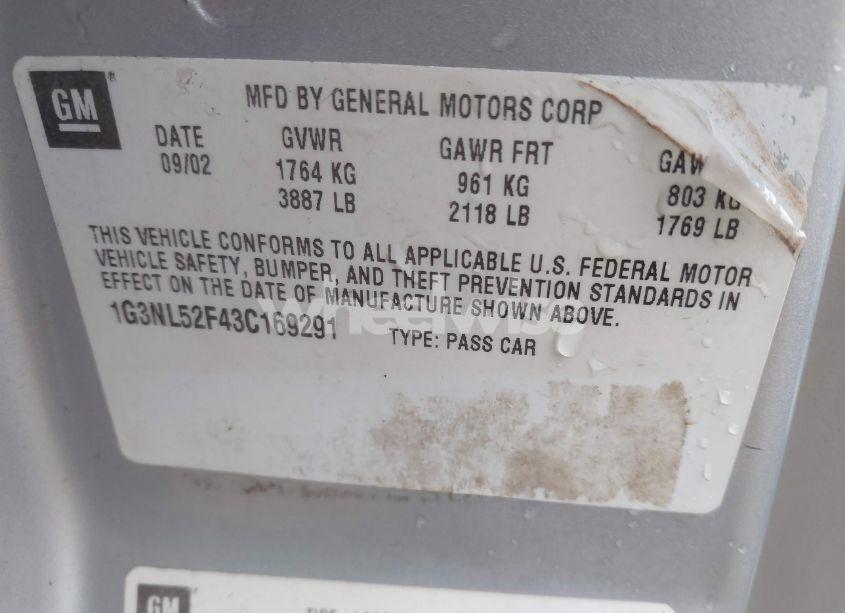 GM
MFD BY GENERAL MOTORS CORP
DATE GVWR GAWR FRT
09/02 1764 KG 961 KG 803 KG
3887 LB 2118 LB 1769 LB
THIS VEHICLE CONFORMS TO ALL APPLICABLE U.S. FEDERAL MOTOR
VEHICLE SAFETY, BUMPER, AND THEFT PREVENTION STANDARDS IN
EFFECT ON THE DATE OF MANUFACTURE SHOWN ABOVE.
1G3NL52F43C169291 TYPE: PASS CAR
wheelwise
GM